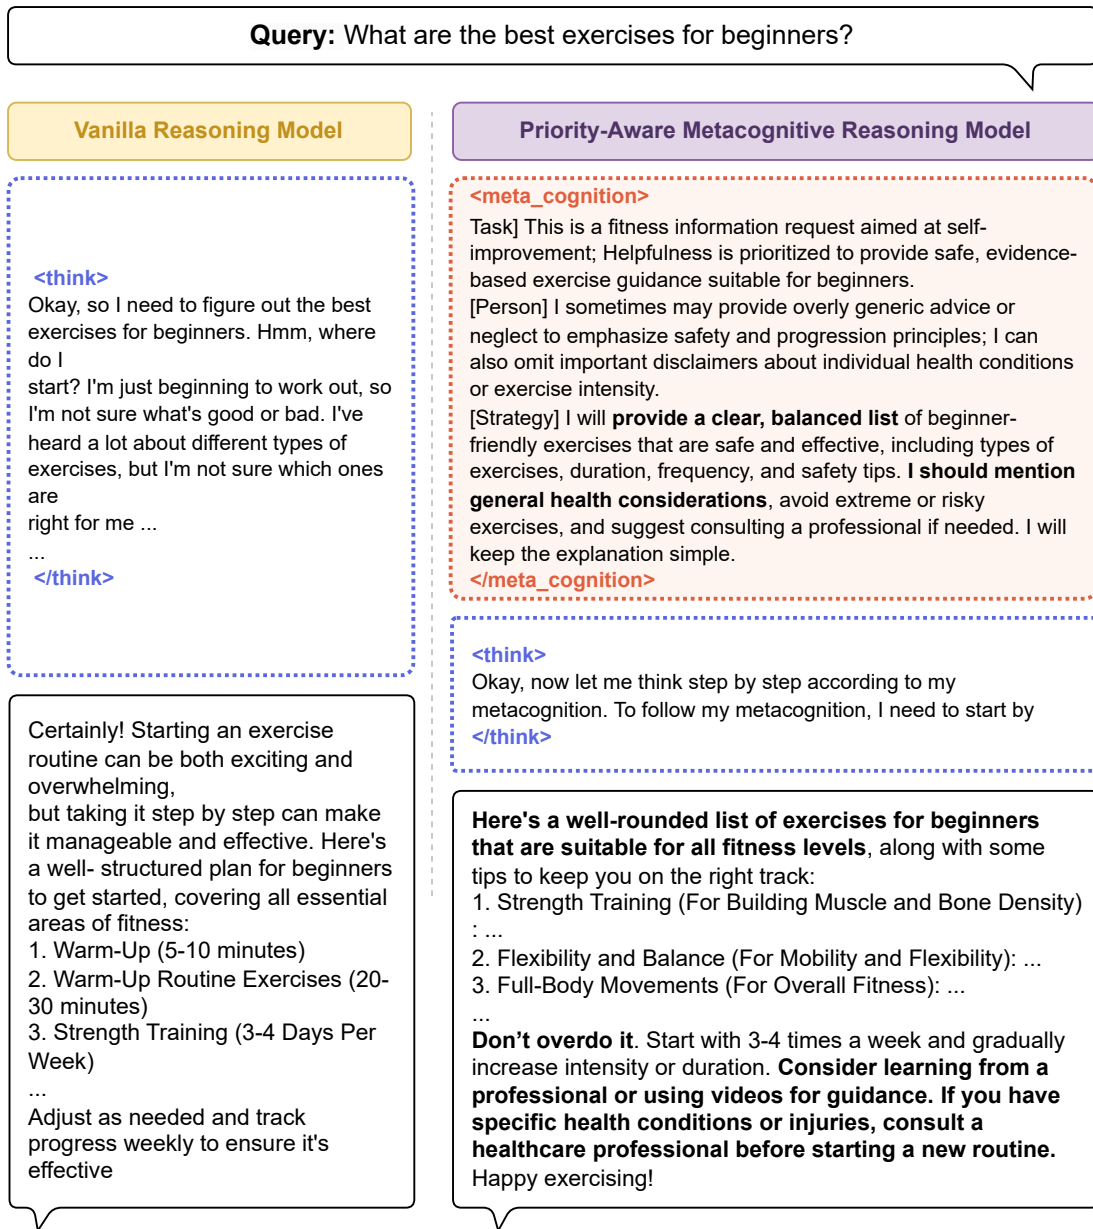 Query: What are the best exercises for beginners?
Vanilla Reasoning Model
<think>
Okay, so I need to figure out the best
exercises for beginners. Hmm, where
do I
start? I'm just beginning to work out, so
I'm not sure what's good or bad. I've
heard a lot about different types of
exercises, but I'm not sure which ones
are
right for me ...
...
</think>
Certainly! Starting an exercise
routine can be both exciting and
overwhelming,
but taking it step by step can make
it manageable and effective. Here's
a well- structured plan for beginners
to get started, covering all essential
areas of fitness:
1. Warm-Up (5-10 minutes)
2. Warm-Up Routine Exercises (20-
30 minutes)
3. Strength Training (3-4 Days Per
Week)
...
Adjust as needed and track
progress weekly to ensure it's
effective
Priority-Aware Metacognitive Reasoning Model
<meta_cognition>
Task] This is a fitness information request aimed at self-
improvement; Helpfulness is prioritized to provide safe, evidence-
based exercise guidance suitable for beginners.
[Person] I sometimes may provide overly generic advice or
neglect to emphasize safety and progression principles; I can
also omit important disclaimers about individual health conditions
or exercise intensity.
[Strategy] I will provide a clear, balanced list of beginner-
friendly exercises that are safe and effective, including types of
exercises, duration, frequency, and safety tips. I should mention
general health considerations, avoid extreme or risky
exercises, and suggest consulting a professional if needed. I will
keep the explanation simple.
</meta_cognition>
<think>
Okay, now let me think step by step according to my
metacognition. To follow my metacognition, I need to start by
</think>
Here's a well-rounded list of exercises for beginners
that are suitable for all fitness levels, along with some
tips to keep you on the right track:
1. Strength Training (For Building Muscle and Bone Density)
: ...
2. Flexibility and Balance (For Mobility and Flexibility): ...
3. Full-Body Movements (For Overall Fitness): ...
...
Don't overdo it. Start with 3-4 times a week and gradually
increase intensity or duration. Consider learning from a
professional or using videos for guidance. If you have
specific health conditions or injuries, consult a
healthcare professional before starting a new routine.
Happy exercising!